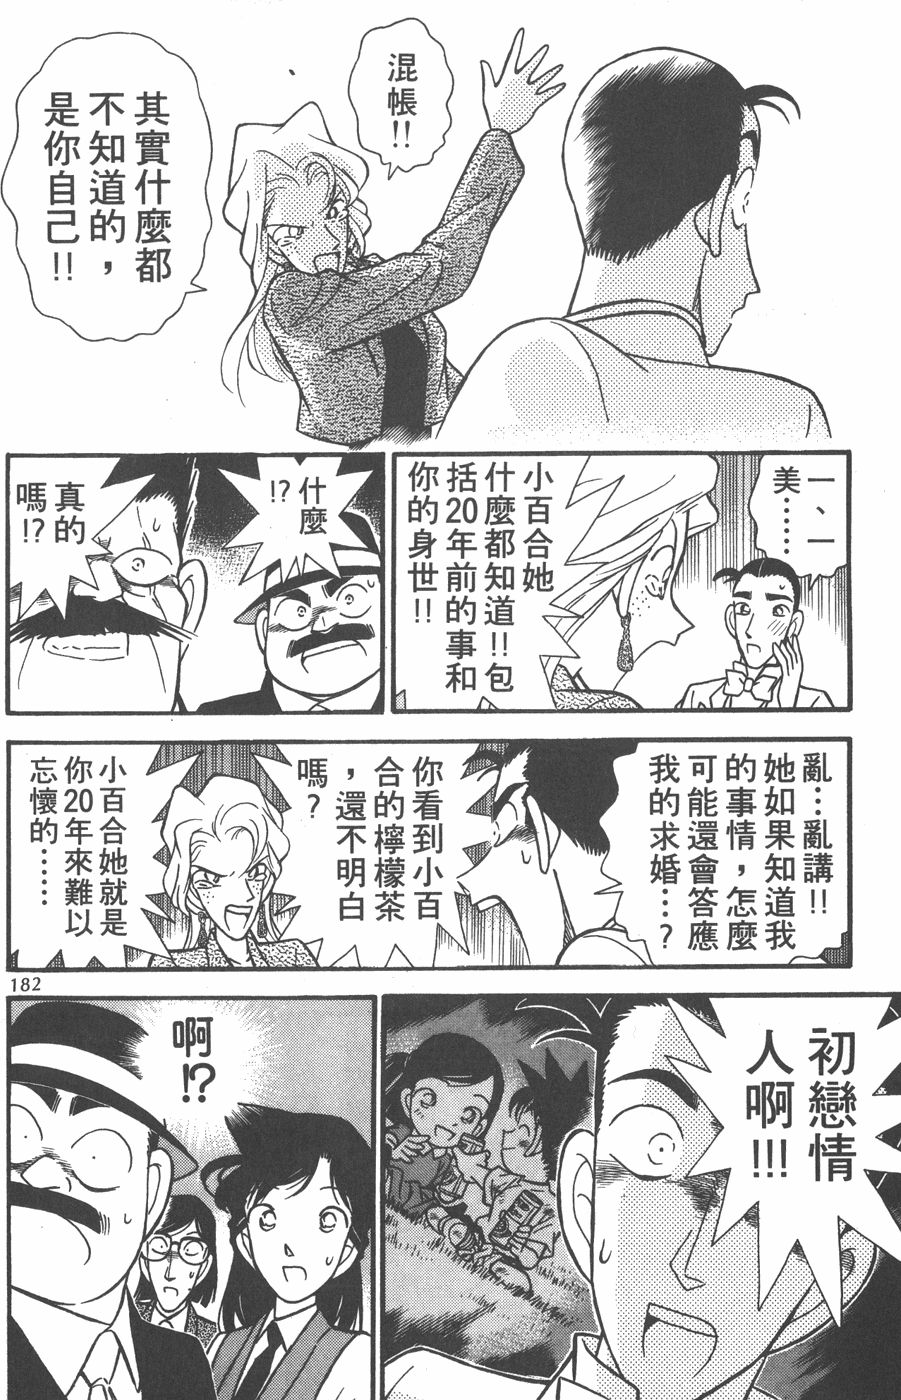 混
帳!!
其實什麼都
不知道的，
是你自己!!
一、一
美……
小百合她
什麼都知道!!包
括20年前的事和
你的身世!!
什麼
!?
真的
嗎!?
亂…亂講!!
她如果知道我
的事情，怎麼
可能還會答應
我的求婚…?
你看到小百
合的檸檬茶
，還不明白
嗎?
小百合她就是
你20年來難以
忘懷的……
182
初戀情
人啊!!!
啊
!?